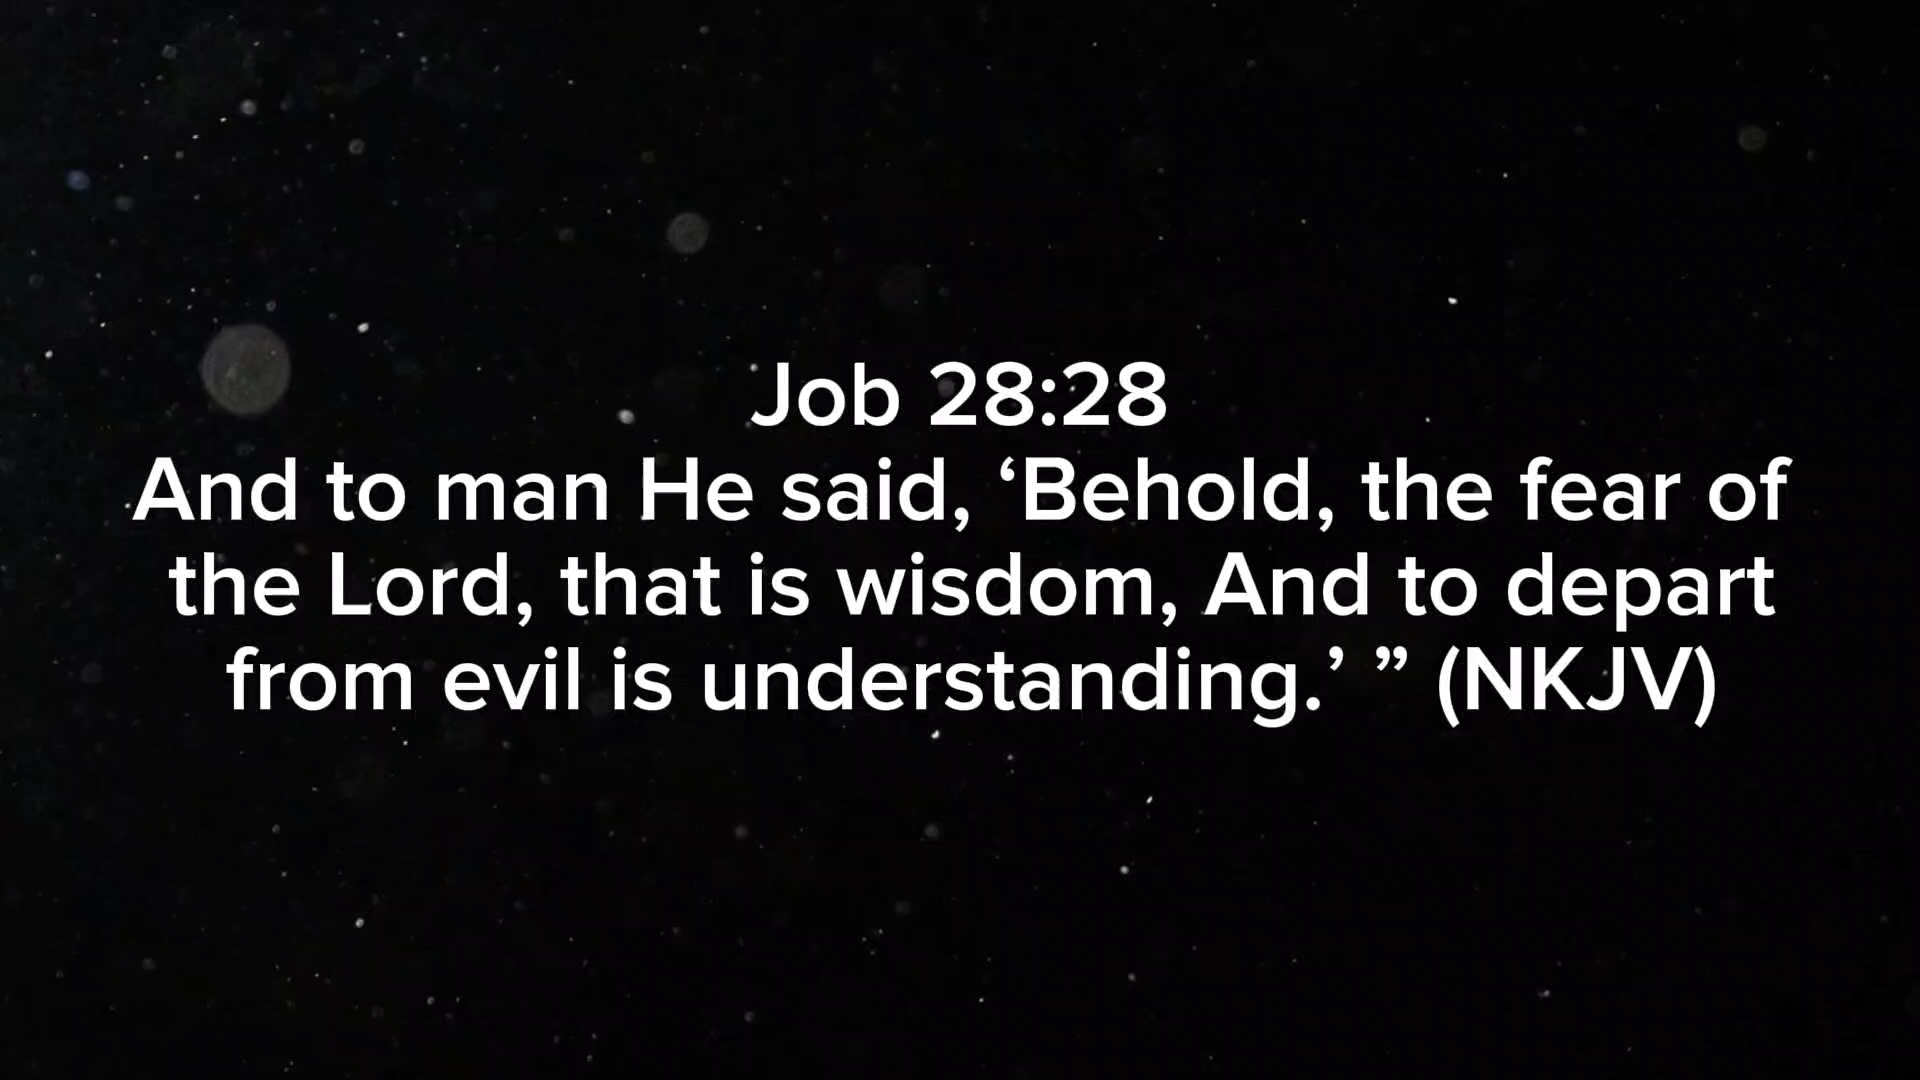 Job 28:28
And to man He said, ‘Behold, the fear of
the Lord, that is wisdom, And to depart
from evil is understanding.’ ” (NKJV)